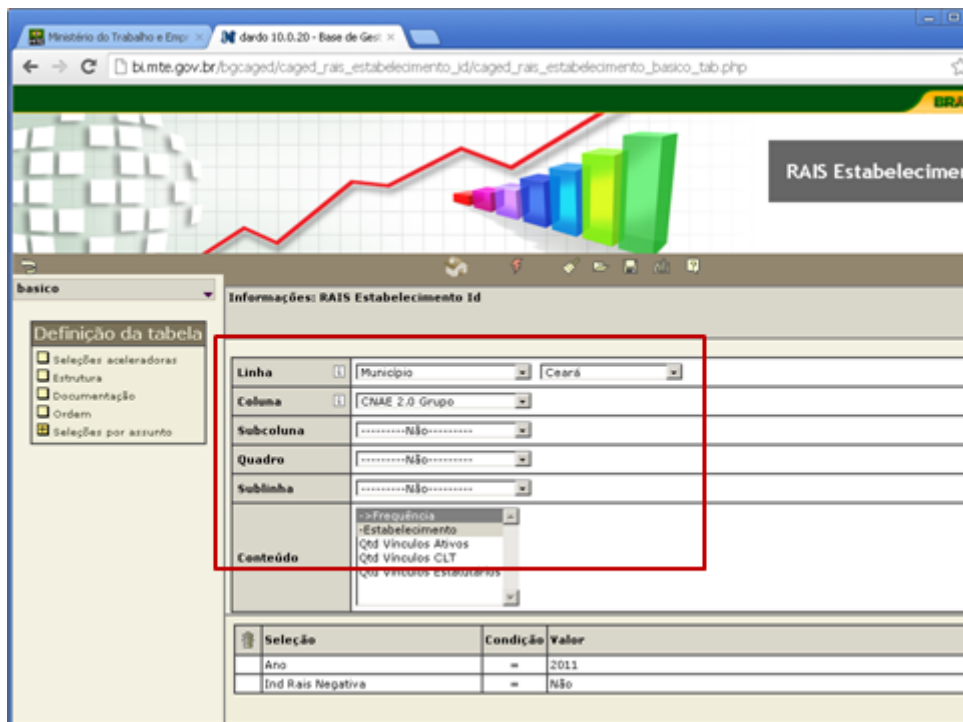 Ministério do Trabalho e Empr
dardo 10.0.20 - Base de Gest
bi.mte.gov.br/bgcaged/caged_rais_estabelecimento_id/caged_rais_estabelecimento_basico_tab.php
BRA
RAIS Estabelecimen
basico
Informações: RAIS Estabelecimento Id
Definição da tabela
Seleções aceleradoras
Estrutura
Documentação
Ordem
Seleções por assunto
Linha Município Ceará
Coluna CNAE 2.0 Grupo
Subcoluna ---------Não---------
Quadro ---------Não---------
Sublinha ---------Não---------
Conteúdo
->Frequência
-Estabelecimento
Qtd Vínculos Ativos
Qtd Vínculos CLT
Qtd Vínculos Estatutários
Seleção Condição Valor
Ano = 2011
Ind Rais Negativa = Não